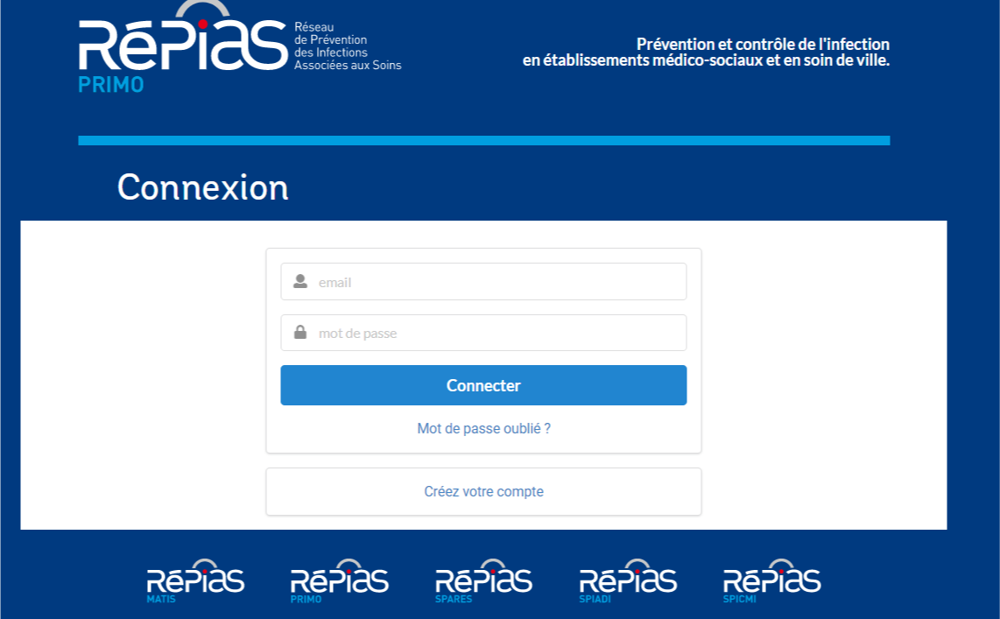 RéPiaS
PRIMO
Réseau
de Prévention
des Infections
Associées aux Soins
Prévention et contrôle de l'infection
en établissements médico-sociaux et en soin de ville.
Connexion
email
mot de passe
Connecter
Mot de passe oublié ?
Créez votre compte
RéPiaS
MATIS
RéPiaS
PRIMO
RéPiaS
SPARES
RéPiaS
SPIADI
RéPiaS
SPICMI